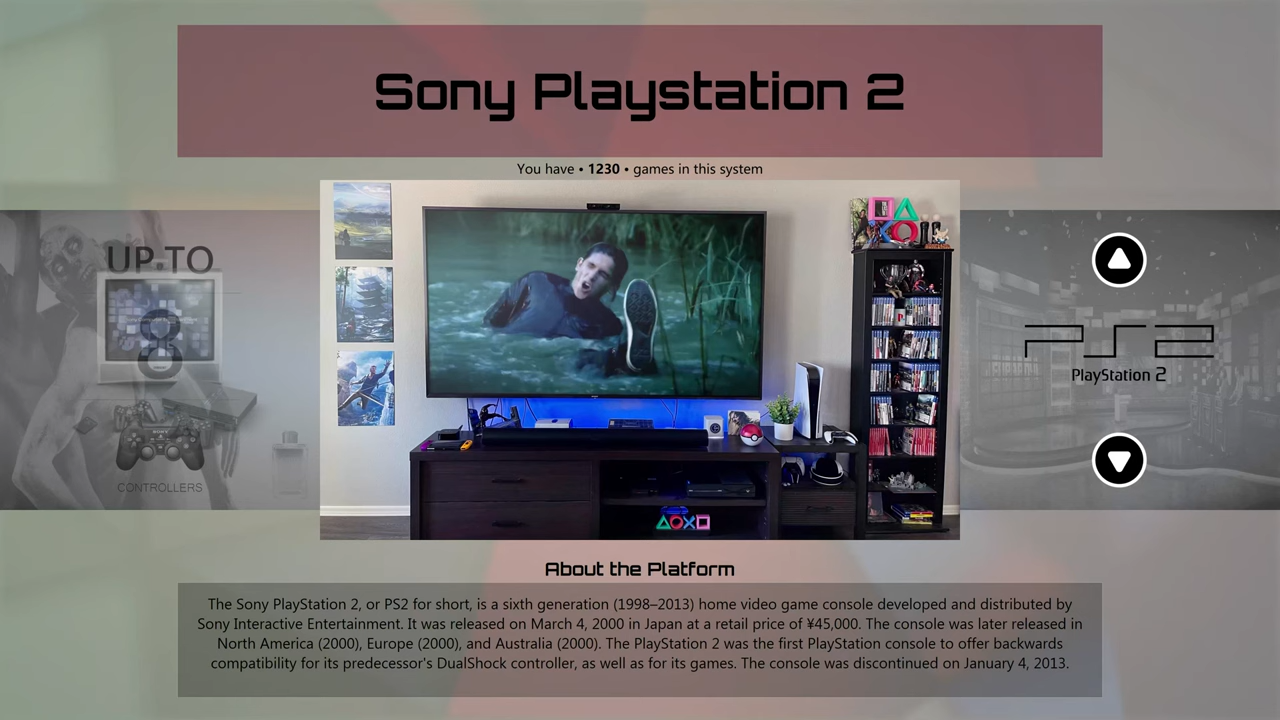 Sony Playstation 2
You have • 1230 • games in this system
UP TO
8
CONTROLLERS
PS2
PlayStation 2
About the Platform
The Sony PlayStation 2, or PS2 for short, is a sixth generation (1998–2013) home video game console developed and distributed by
Sony Interactive Entertainment. It was released on March 4, 2000 in Japan at a retail price of ¥45,000. The console was later released in
North America (2000), Europe (2000), and Australia (2000). The PlayStation 2 was the first PlayStation console to offer backwards
compatibility for its predecessor's DualShock controller, as well as for its games. The console was discontinued on January 4, 2013.